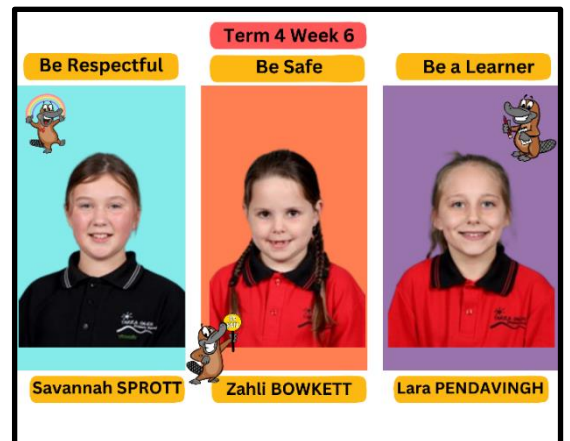 Term 4 Week 6
Be Respectful
Be Safe
Be a Learner
Savannah SPROTT
Zahli BOWKETT
Lara PENDAVINGH